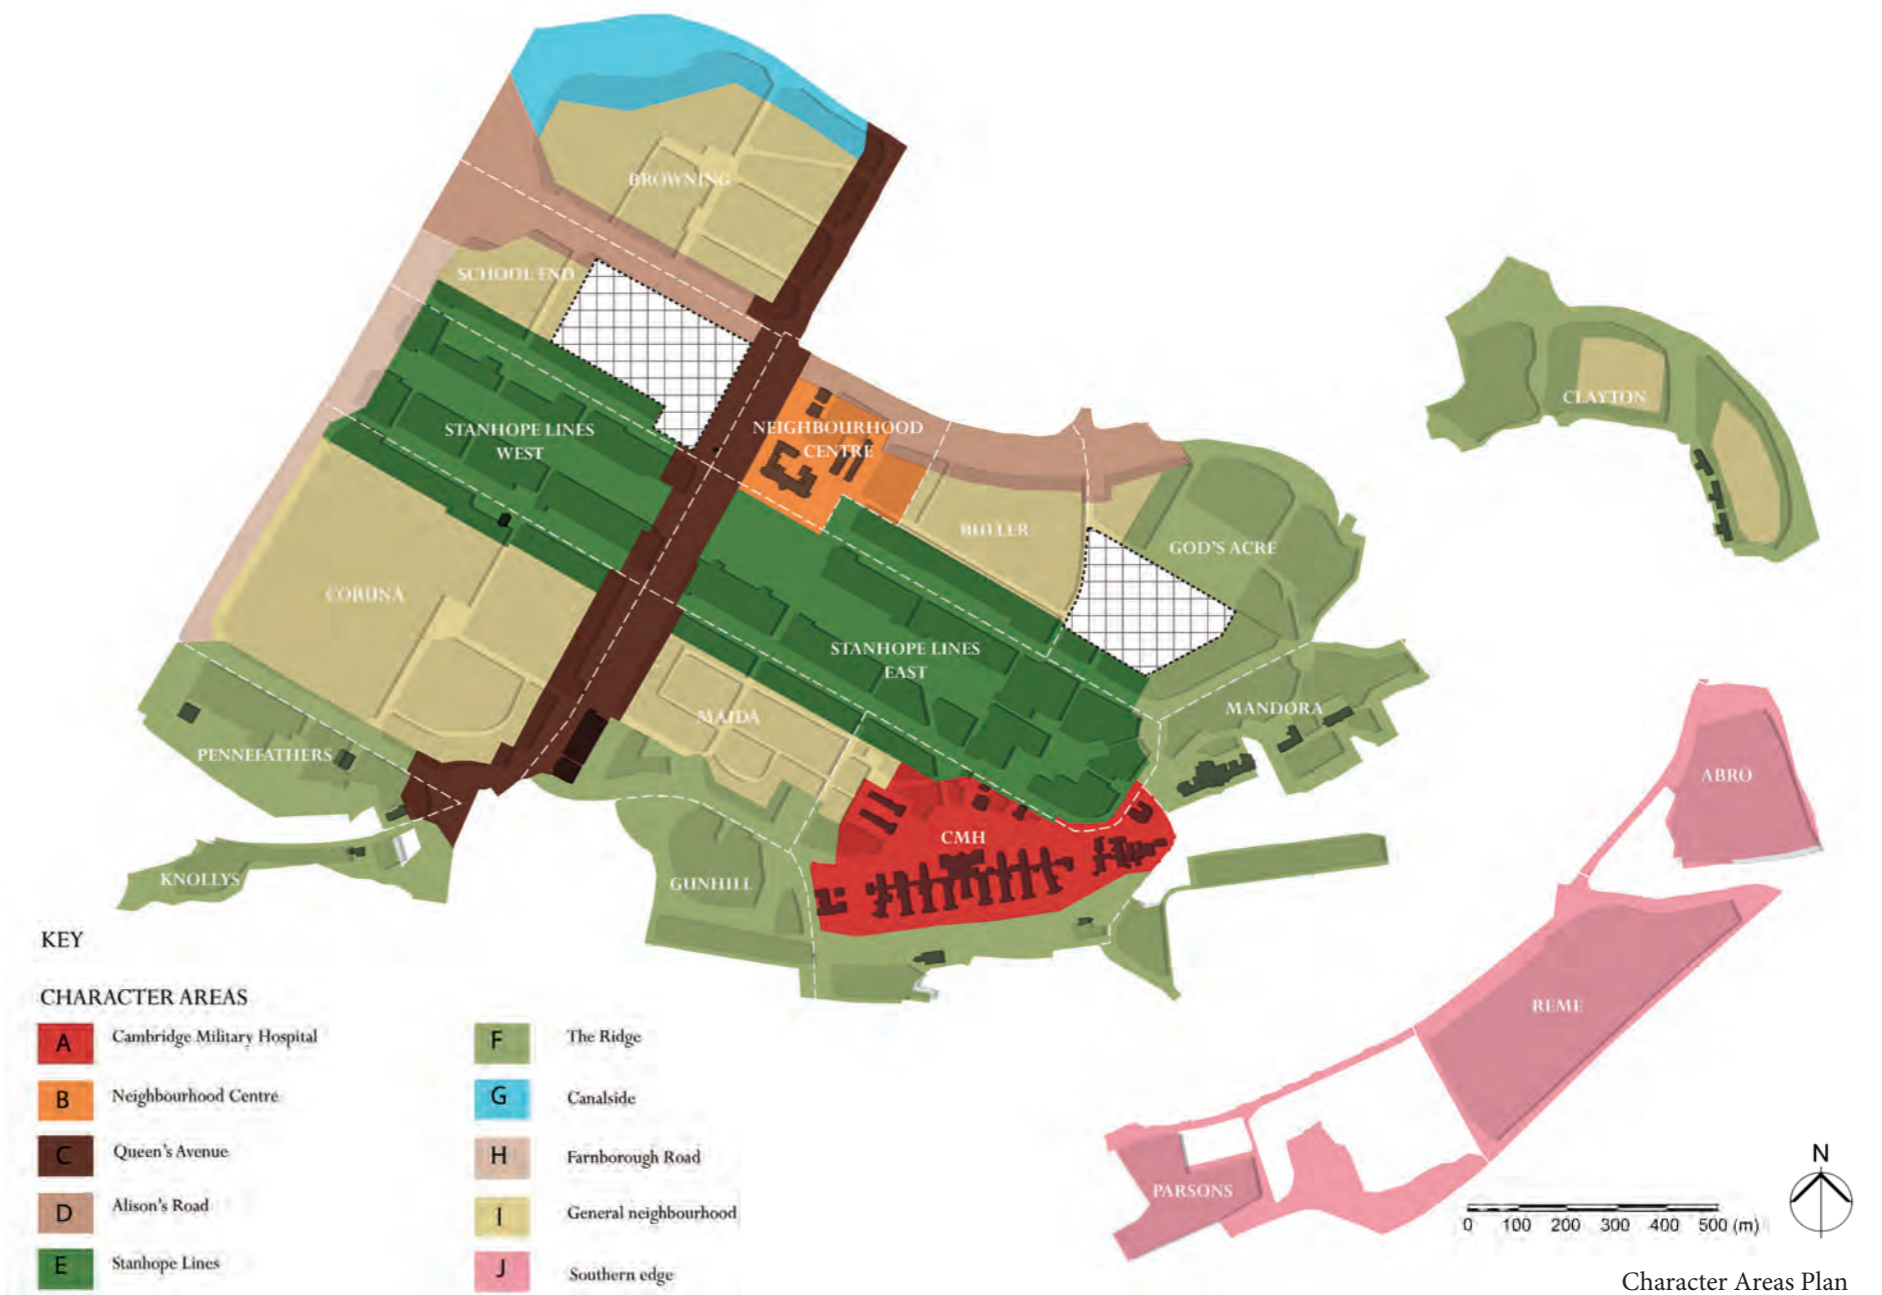 BROWNING
SCHOOL END
CLAYTON
NEIGHBOURHOOD
CENTRE
STANHOPE LINES
WEST
BULLER
GOD'S ACRE
CORUNA
STANHOPE LINES
EAST
MAIDA
MANDORA
PENNEFATHERS
ABRO
CMH
KNOLLYS
GUNHILL
REME
PARSONS
KEY
CHARACTER AREAS
A Cambridge Military Hospital
B Neighbourhood Centre
C Queen's Avenue
D Alison's Road
E Stanhope Lines
F The Ridge
G Canalside
H Farnborough Road
I General neighbourhood
J Southern edge
N
0 100 200 300 400 500 (m)
Character Areas Plan